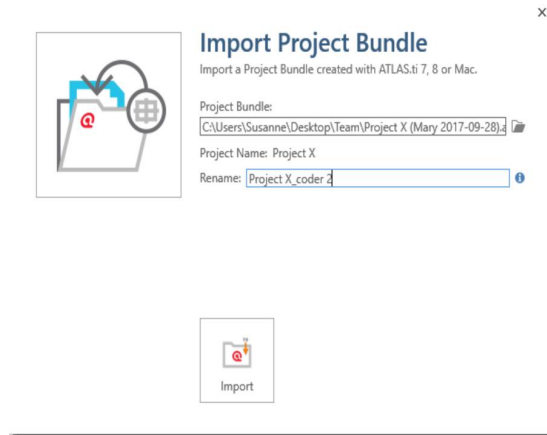 Import Project Bundle
Import a Project Bundle created with ATLAS.ti 7, 8 or Mac.
Project Bundle:
C:\Users\Susanne\Desktop\Team\Project X (Mary 2017-09-28).a
Project Name: Project X
Rename: Project X_coder 2
Import